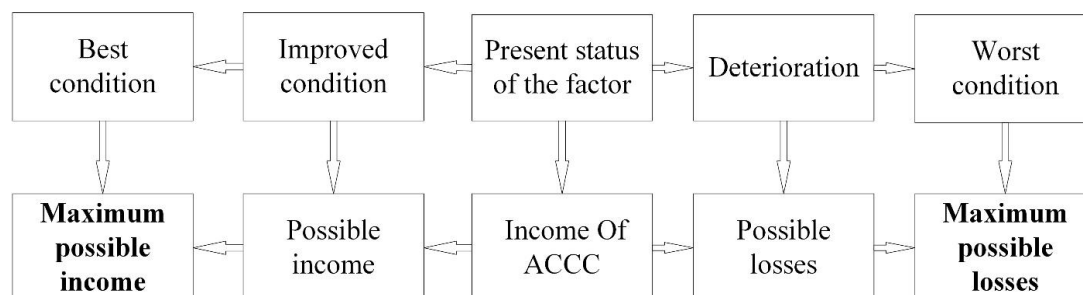 Best
condition
Improved
condition
Present status
of the factor
Deterioration
Worst
condition
Maximum
possible
income
Possible
income
Income Of
ACCC
Possible
losses
Maximum
possible
losses